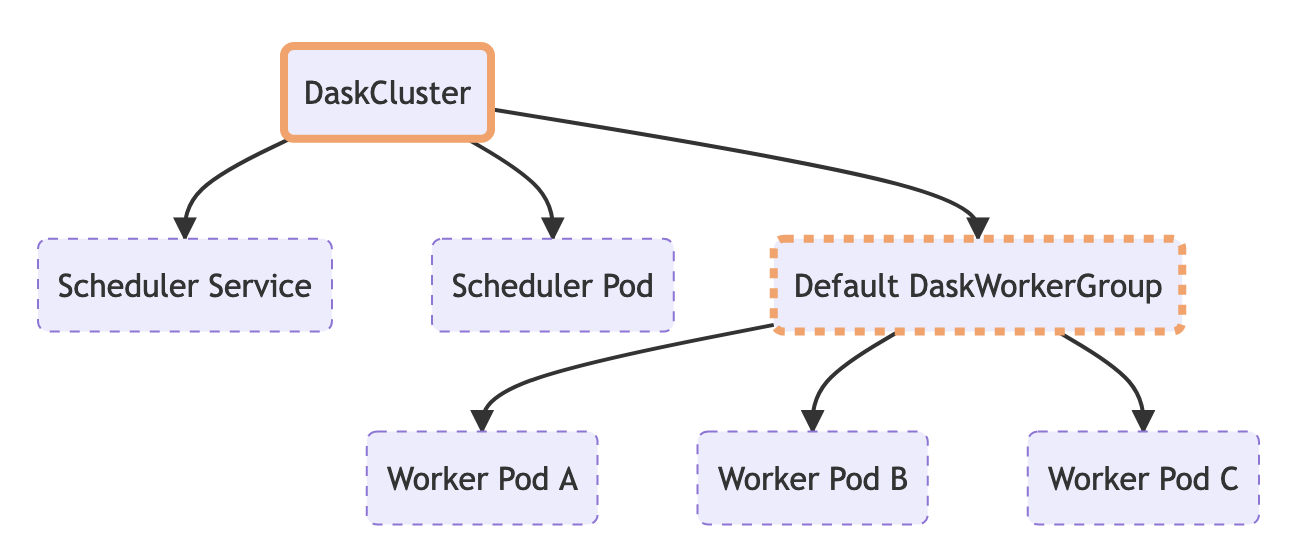 DaskCluster
Scheduler Service
Scheduler Pod
Default DaskWorkerGroup
Worker Pod A
Worker Pod B
Worker Pod C